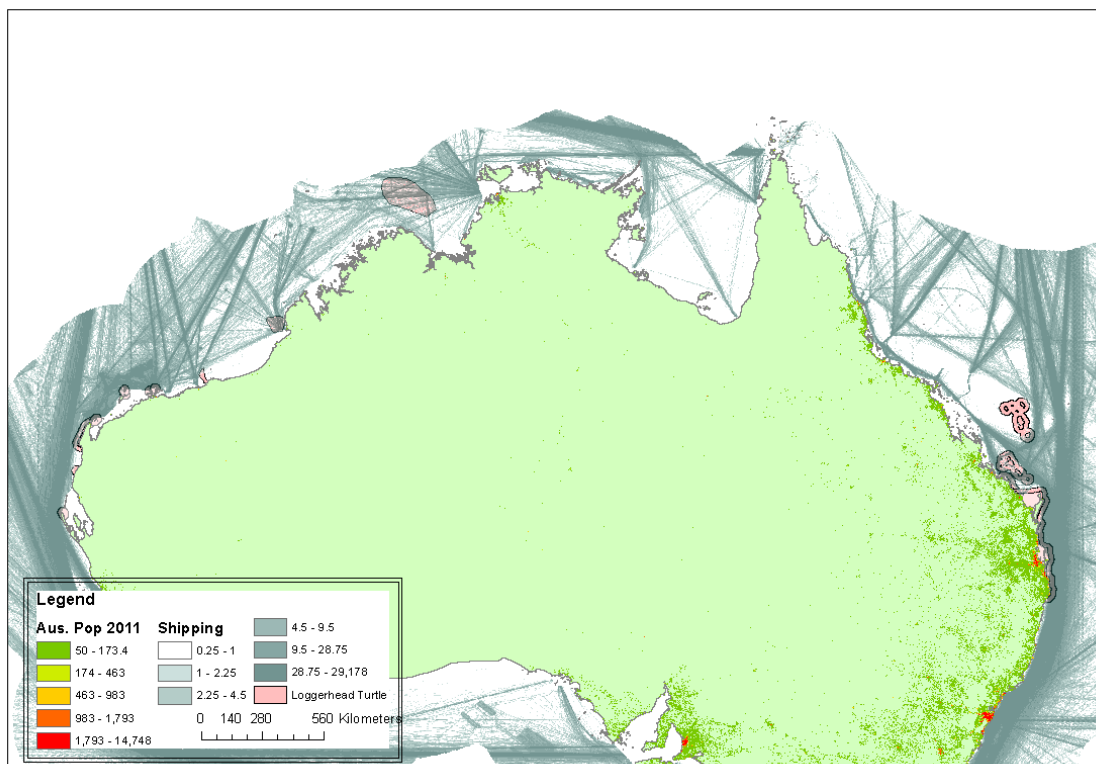 Legend
Aus. Pop 2011
50 - 173.4
174 - 463
463 - 983
983 - 1,793
1,793 - 14,748
Shipping
0.25 - 1
1 - 2.25
2.25 - 4.5
4.5 - 9.5
9.5 - 28.75
28.75 - 29,178
Loggerhead Turtle
0 140 280 560 Kilometers